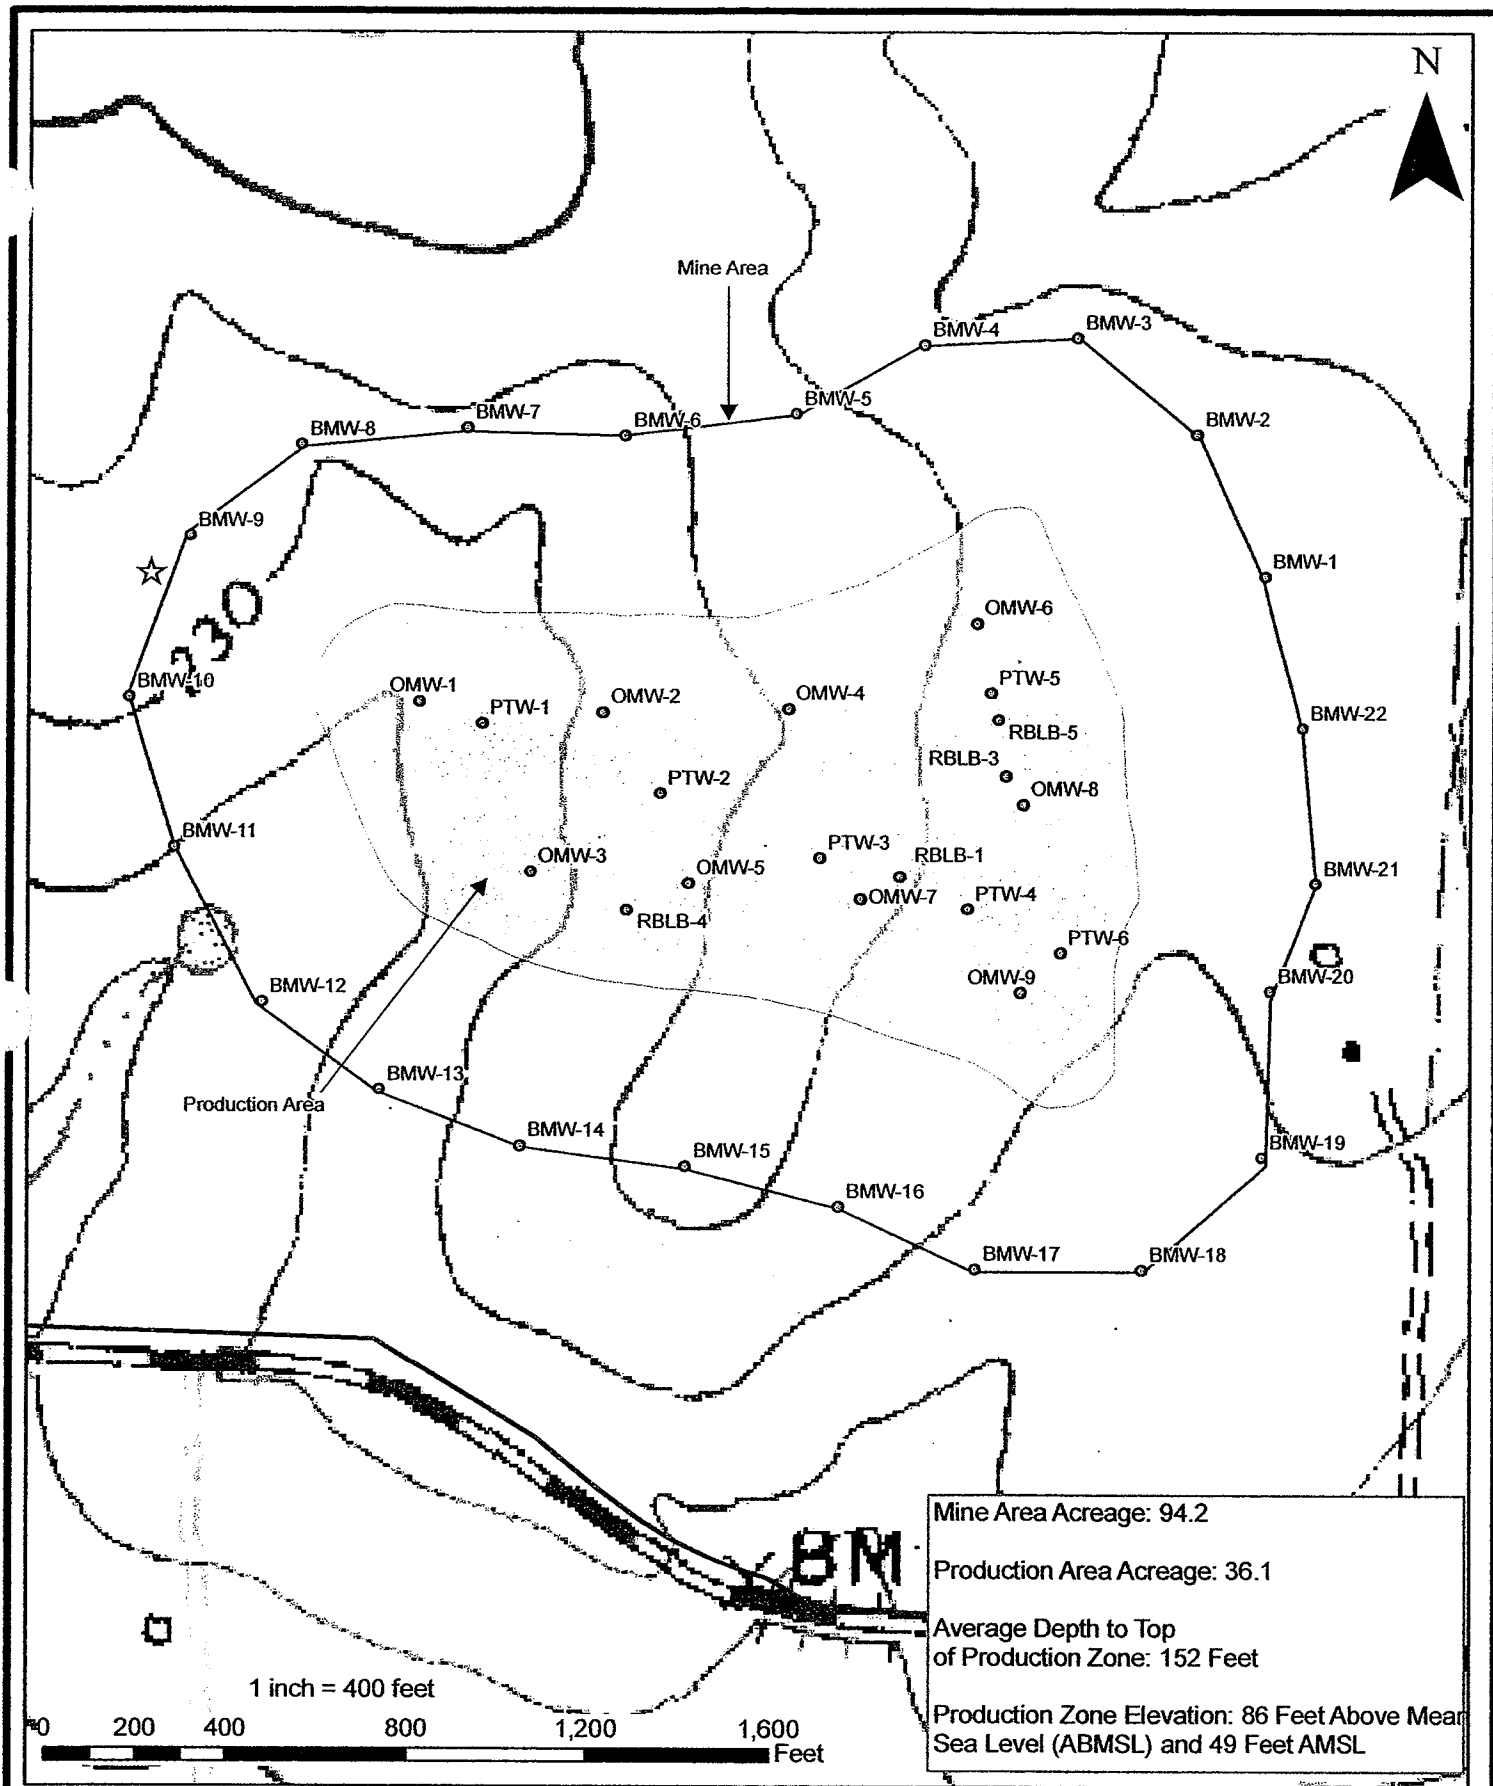 N
Mine Area
BMW-4
BMW-3
BMW-5
BMW-7
BMW-6
BMW-2
BMW-8
BMW-9
BMW-1
330
OMW-6
BMW-10
OMW-1
PTW-1
OMW-2
OMW-4
PTW-5
RBLB-5
BMW-22
RBLB-3
PTW-2
OMW-8
BMW-11
PTW-3
OMW-3
RBLB-1
OMW-5
BMW-21
OMW-7
PTW-4
RBLB-4
PTW-6
BMW-20
OMW-9
BMW-12
BMW-13
Production Area
BMW-14
BMW-19
BMW-15
BMW-16
BMW-17
BMW-18
BM
Mine Area Acreage: 94.2
Production Area Acreage: 36.1
Average Depth to Top
of Production Zone: 152 Feet
Production Zone Elevation: 86 Feet Above Mean
Sea Level (ABMSL) and 49 Feet AMSL
1 inch = 400 feet
0 200 400 800 1,200 1,600
Feet